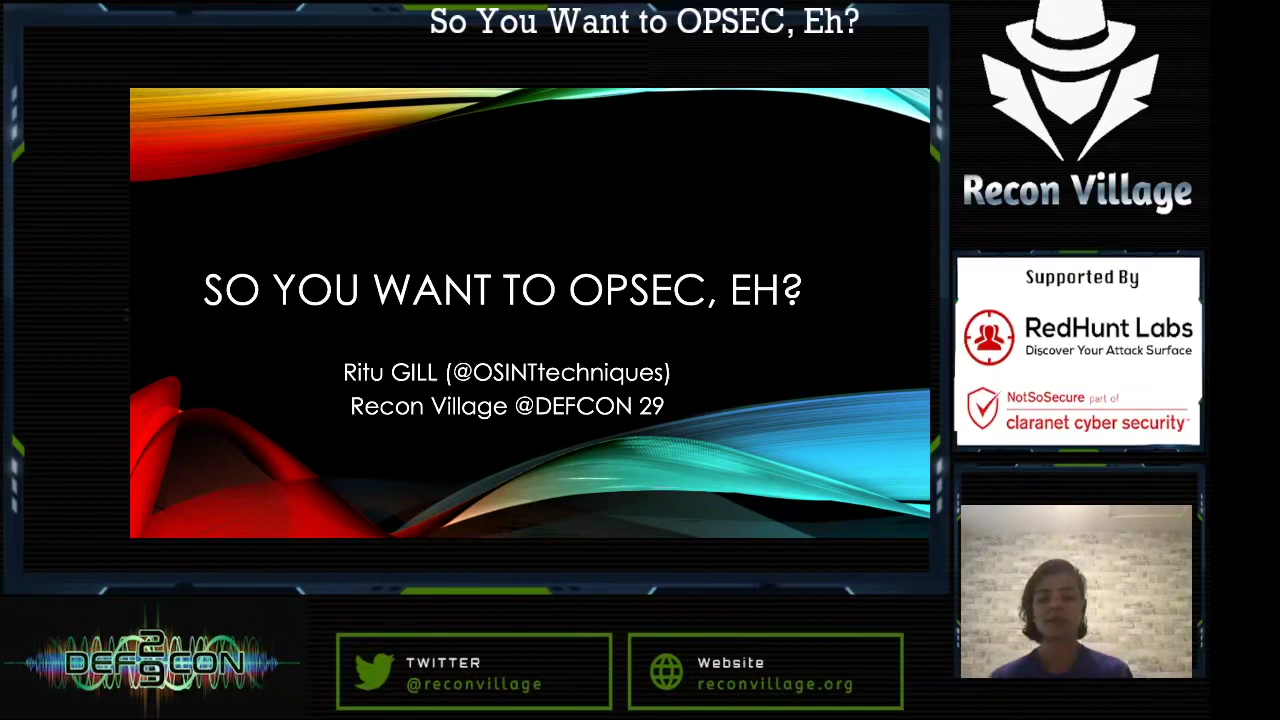 So You Want to OPSEC, Eh?
Recon Village
SO YOU WANT TO OPSEC, EH?
Ritu GILL (@OSINTtechniques)
Recon Village @DEFCON 29
Supported By
RedHunt Labs
Discover Your Attack Surface
NotSoSecure part of
claranet cyber security
DEF CON
29
TWITTER
@reconvillage
Website
reconvillage.org